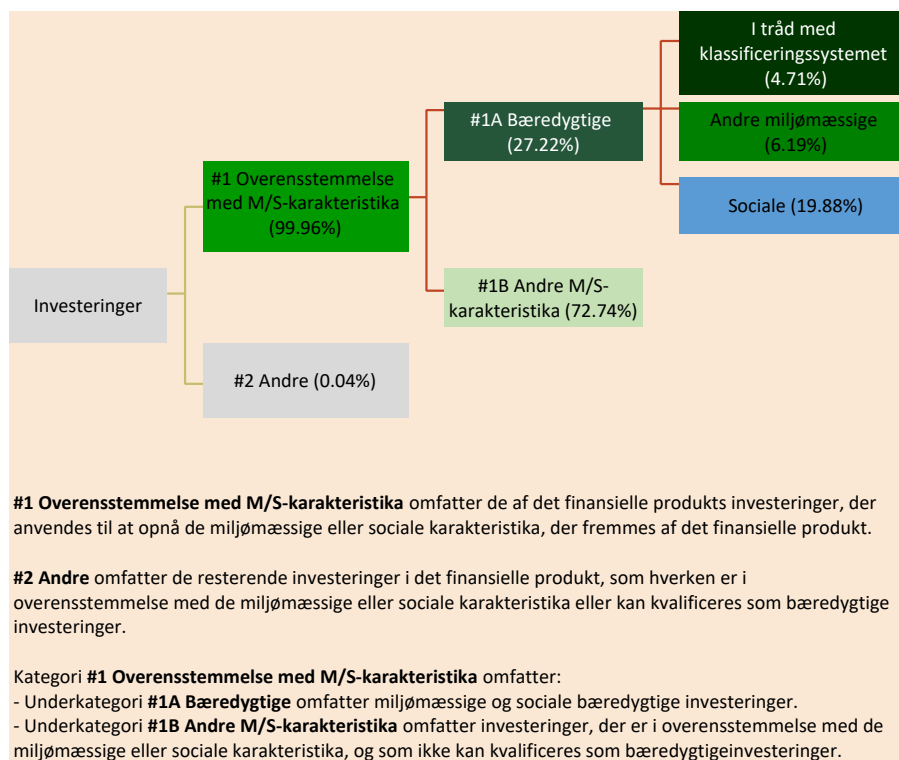 I tråd med
klassificeringssystemet
(4.71%)
#1A Bæredygtige
(27.22%)
Andre miljømæssige
(6.19%)
#1 Overensstemmelse
med M/S-karakteristika
(99.96%)
Sociale (19.88%)
Investeringer
#1B Andre M/S-
karakteristika (72.74%)
#2 Andre (0.04%)
#1 Overensstemmelse med M/S-karakteristika omfatter de af det finansielle produkts investeringer, der
anvendes til at opnå de miljømæssige eller sociale karakteristika, der fremmes af det finansielle produkt.
#2 Andre omfatter de resterende investeringer i det finansielle produkt, som hverken er i
overensstemmelse med de miljømæssige eller sociale karakteristika eller kan kvalificeres som bæredygtige
investeringer.
Kategori #1 Overensstemmelse med M/S-karakteristika omfatter:
- Underkategori #1A Bæredygtige omfatter miljømæssige og sociale bæredygtige investeringer.
- Underkategori #1B Andre M/S-karakteristika omfatter investeringer, der er i overensstemmelse med de
miljømæssige eller sociale karakteristika, og som ikke kan kvalificeres som bæredygtigeinvesteringer.